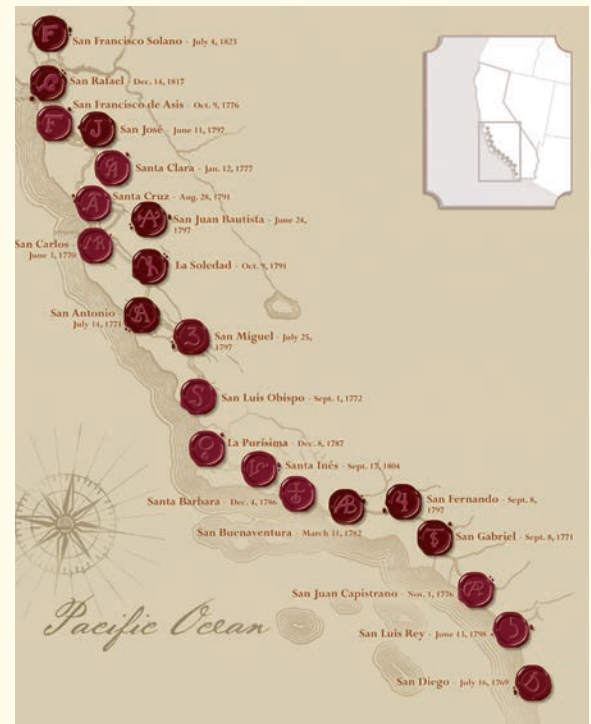 San Francisco Solano - July 4, 1823
San Rafael - Dec. 14, 1817
San Francisco de Asis - Oct. 9, 1776
San José - June 11, 1797
Santa Clara - Jan. 12, 1777
Santa Cruz - Aug. 28, 1791
San Juan Bautista - June 24,
1797
San Carlos -
June 3, 1770
La Soledad - Oct. 9, 1791
San Antonio
July 14, 1771
San Miguel - July 25,
1797
San Luis Obispo - Sept. 1, 1772
La Purísima - Dec. 8, 1787
Santa Inés - Sept. 17, 1804
Santa Barbara - Dec. 4, 1786
San Fernando - Sept. 8,
1797
San Buenaventura - March 31, 1782
San Gabriel - Sept. 8, 1771
San Juan Capistrano - Nov. 1, 1776
Pacific Ocean
San Luis Rey - June 13, 1798
San Diego - July 16, 1769